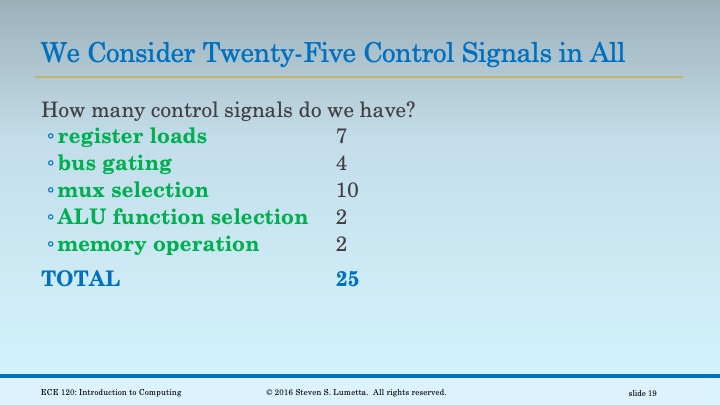 We Consider Twenty-Five Control Signals in All
How many control signals do we have?
◦register loads 7
◦bus gating 4
◦mux selection 10
◦ALU function selection 2
◦memory operation 2
TOTAL 25
ECE 120: Introduction to Computing © 2016 Steven S. Lumetta. All rights reserved. slide 19